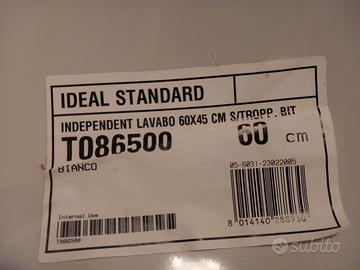 IDEAL STANDARD
INDEPENDENT LAVABO 60X45 CM S/TROPP. BIT
T086500
60 cm
BIANCO
05-6031-23022005
Internal Use
T086500
8 014140 288930
subito